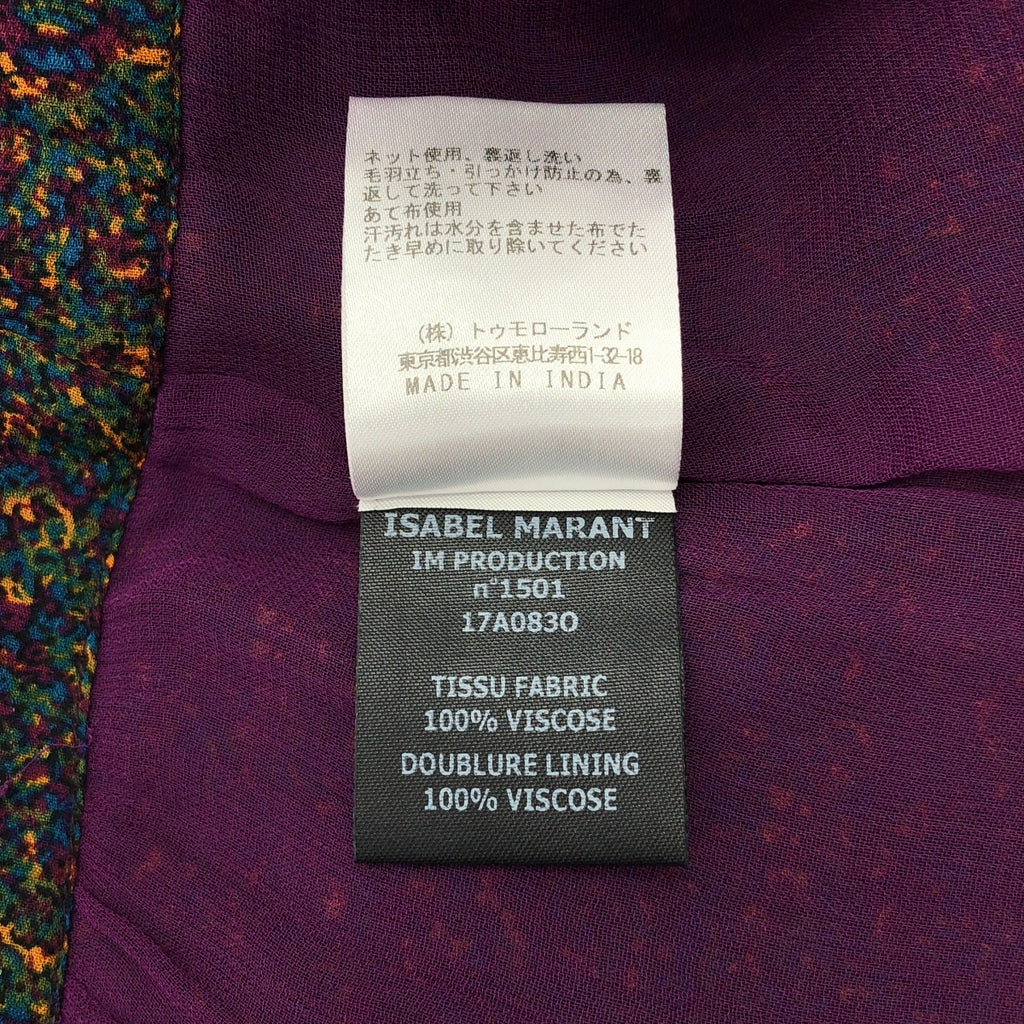 ネット使用、裏返し洗い
毛羽立ち・引っかけ防止の為、裏
返して洗って下さい
あて布使用
汗汚れは水分を含ませた布でた
たき早めに取り除いてください
(株) トゥモローランド
東京都渋谷区恵比寿西1-32-18
MADE IN INDIA
ISABEL MARANT
IM PRODUCTION
n°1501
17A083O
TISSU FABRIC
100% VISCOSE
DOUBLURE LINING
100% VISCOSE